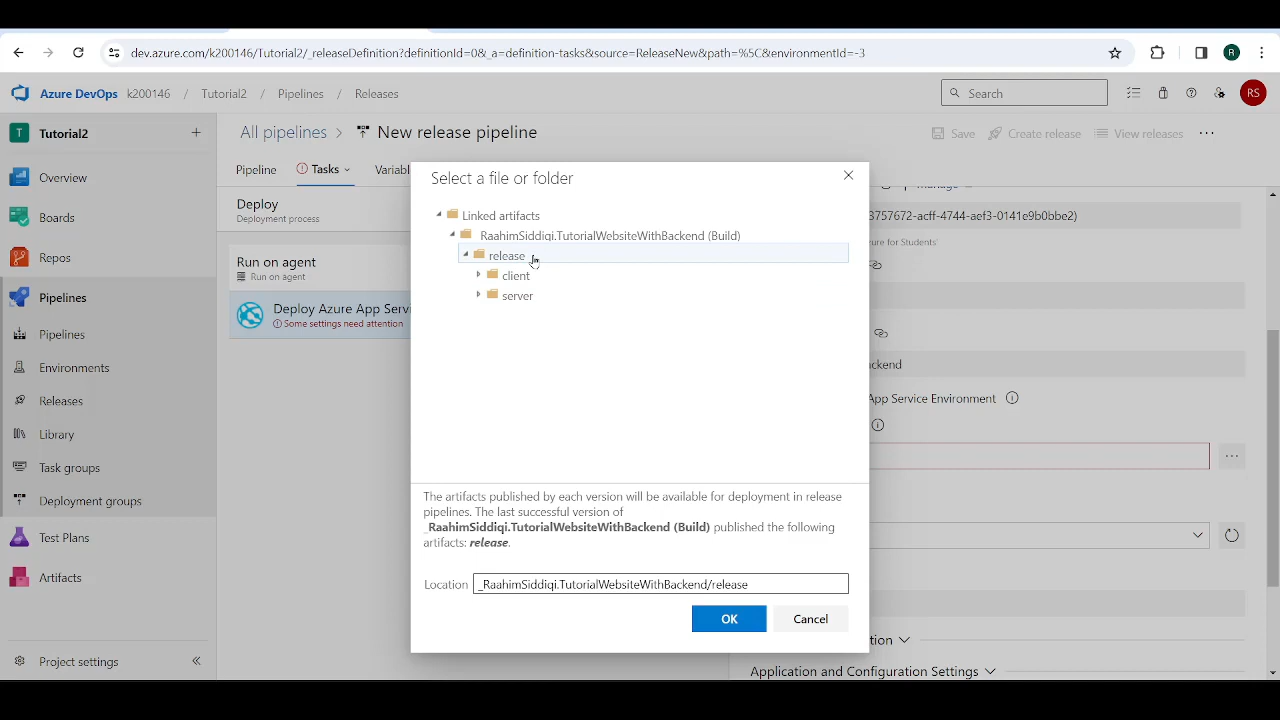 dev.azure.com/k200146/Tutorial2/_releaseDefinition?definitionId=0&_a=definition-tasks&source=ReleaseNew&path=%5C&environmentId=-3
R
Azure DevOps k200146 / Tutorial2 / Pipelines / Releases
Search
RS
T Tutorial2 +
Overview
Boards
Repos
Pipelines
Pipelines
Environments
Releases
Library
Task groups
Deployment groups
Test Plans
Artifacts
Project settings
All pipelines > New release pipeline
Save Create release View releases ...
Pipeline Tasks Variabl
Deploy
Deployment process
Run on agent
Run on agent
Deploy Azure App Servi
Some settings need attention
Select a file or folder
Linked artifacts
_RaahimSiddiqi.TutorialWebsiteWithBackend (Build)
release
client
server
The artifacts published by each version will be available for deployment in release
pipelines. The last successful version of
_RaahimSiddiqi.TutorialWebsiteWithBackend (Build) published the following
artifacts: release.
Location _RaahimSiddiqi.TutorialWebsiteWithBackend/release
OK Cancel
3757672-acff-4744-aef3-0141e9b0bbe2)
zure for Students'
ckend
App Service Environment
tion
Application and Configuration Settings